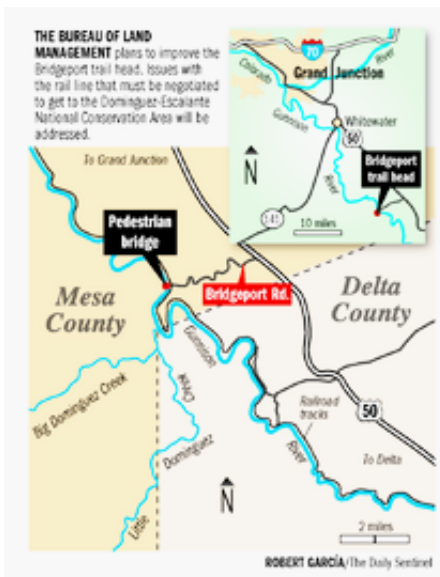 THE BUREAU OF LAND
MANAGEMENT plans to improve the
Bridgeport trail head. Issues with
the rail line that must be negotiated
to get to the Dominguez-Escalante
National Conservation Area will be
addressed.
70
Colorado
River
Grand Junction
Gunnison
River
Whitewater
50
Bridgeport
trail head
N
141
10 miles
To Grand Junction
Pedestrian
bridge
Bridgeport Rd.
Mesa
County
Delta
County
Gunnison
River
Big Dominguez Creek
Little
Dominguez
Creek
Railroad
tracks
50
To Delta
N
2 miles
ROBERT GARCÍA/The Daily Sentinel